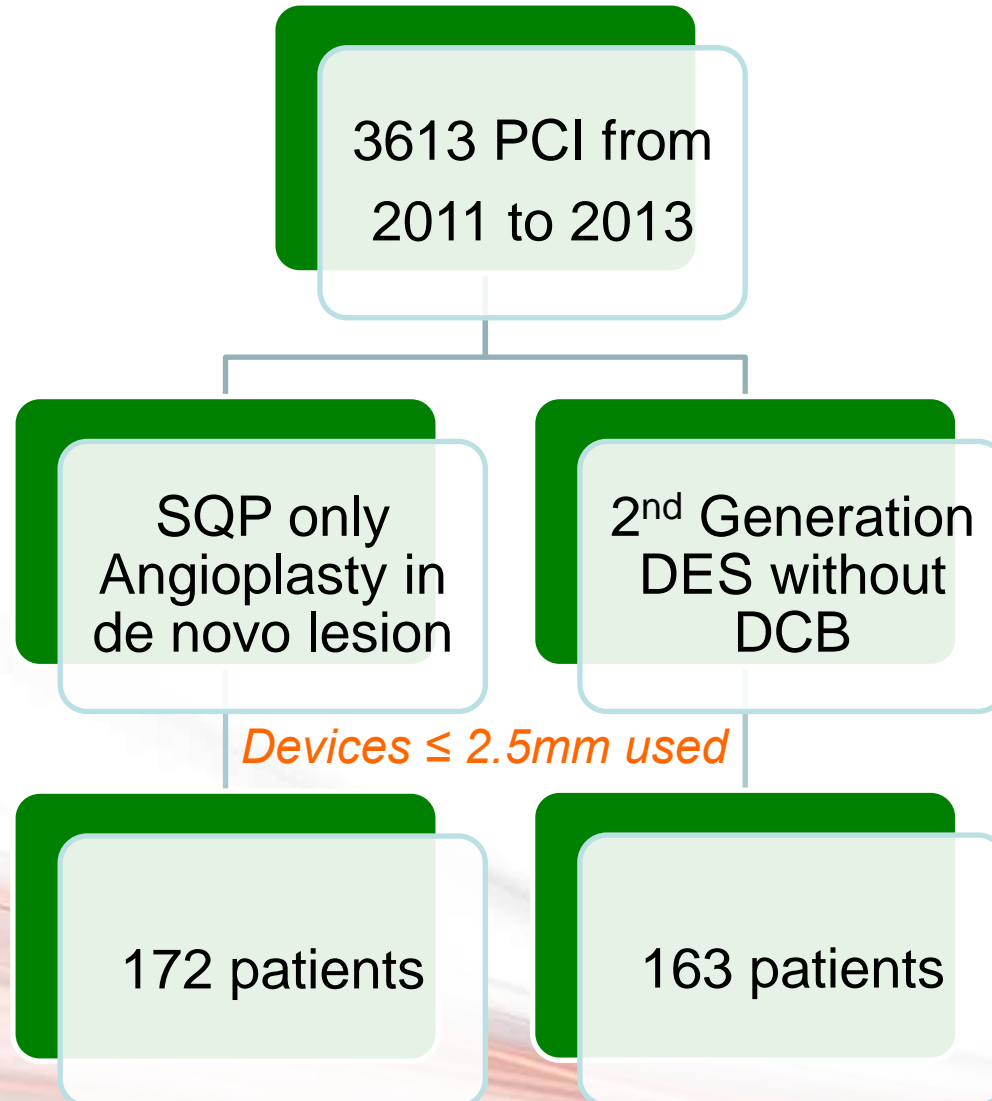 3613 PCI from
2011 to 2013
SQP only
Angioplasty in
de novo lesion
2nd Generation
DES without
DCB
Devices ≤ 2.5mm used
172 patients
163 patients